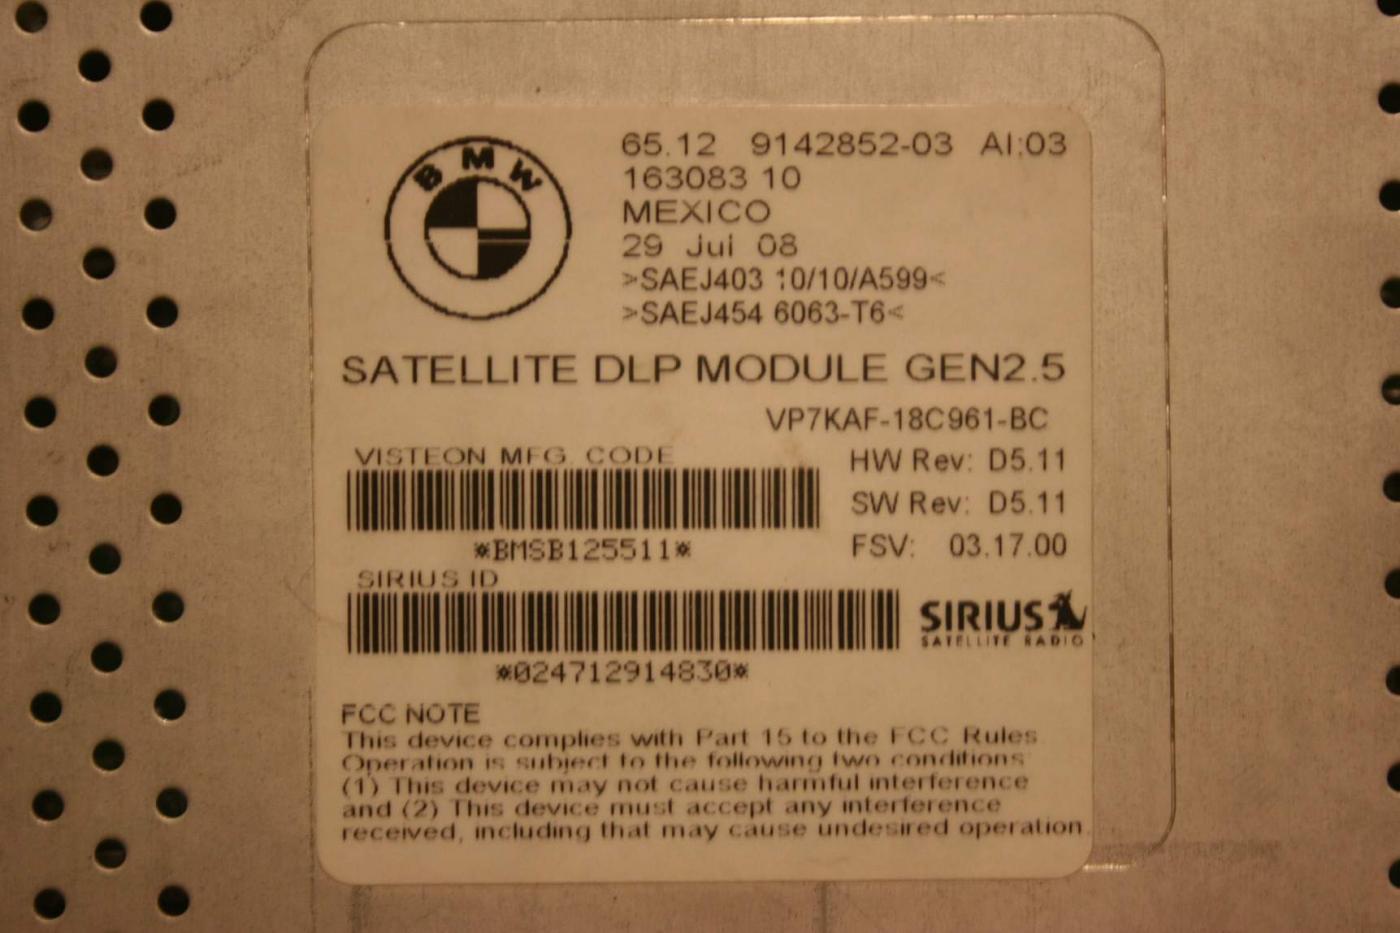 BMW
65.12 9142852-03 AI:03
163083 10
MEXICO
29 Jul 08
>SAEJ403 10/10/A599<
>SAEJ454 6063-T6<
SATELLITE DLP MODULE GEN2.5
VP7KAF-18C961-BC
VISTEON MFG. CODE
HW Rev: D5.11
SW Rev: D5.11
*BMSB125511*
FSV: 03.17.00
SIRIUS ID
SIRIUS
SATELLITE RADIO
*024712914830*
FCC NOTE
This device complies with Part 15 to the FCC Rules
Operation is subject to the following two conditions
(1) This device may not cause harmful interference
and (2) This device must accept any interference
received, including that may cause undesired operation.